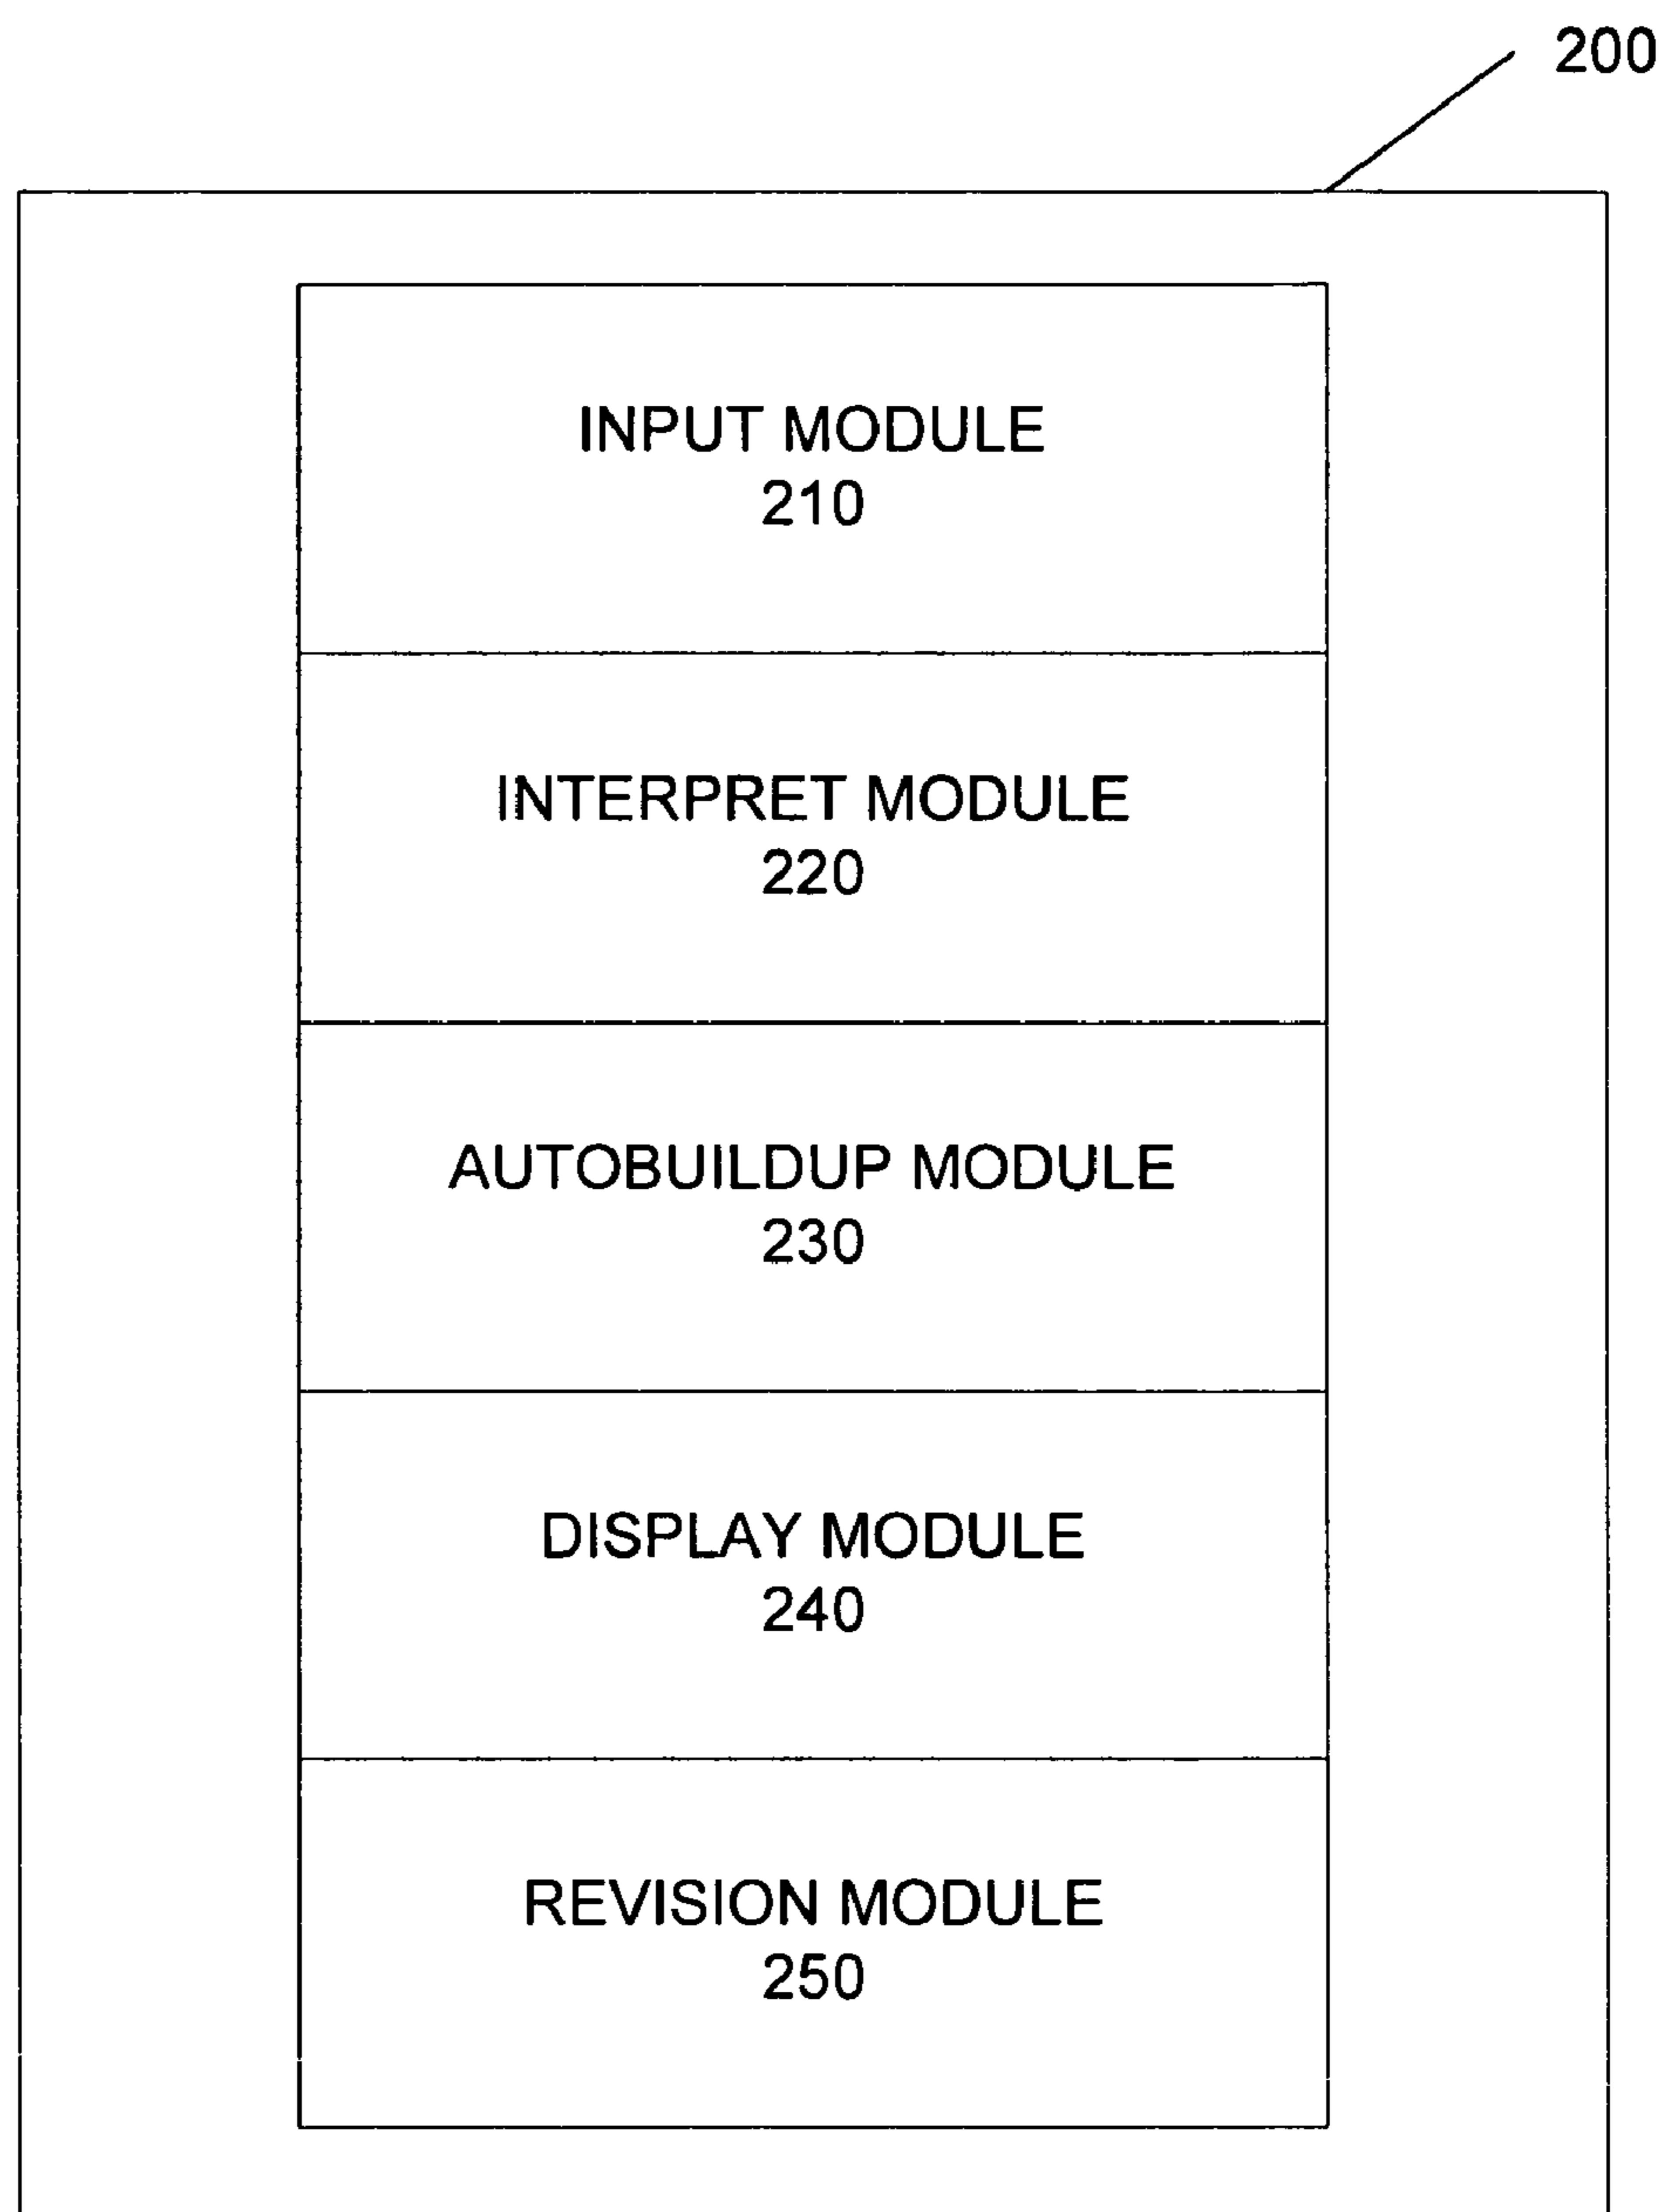 200
INPUT MODULE
210
INTERPRET MODULE
220
AUTOBUILDUP MODULE
230
DISPLAY MODULE
240
REVISION MODULE
250